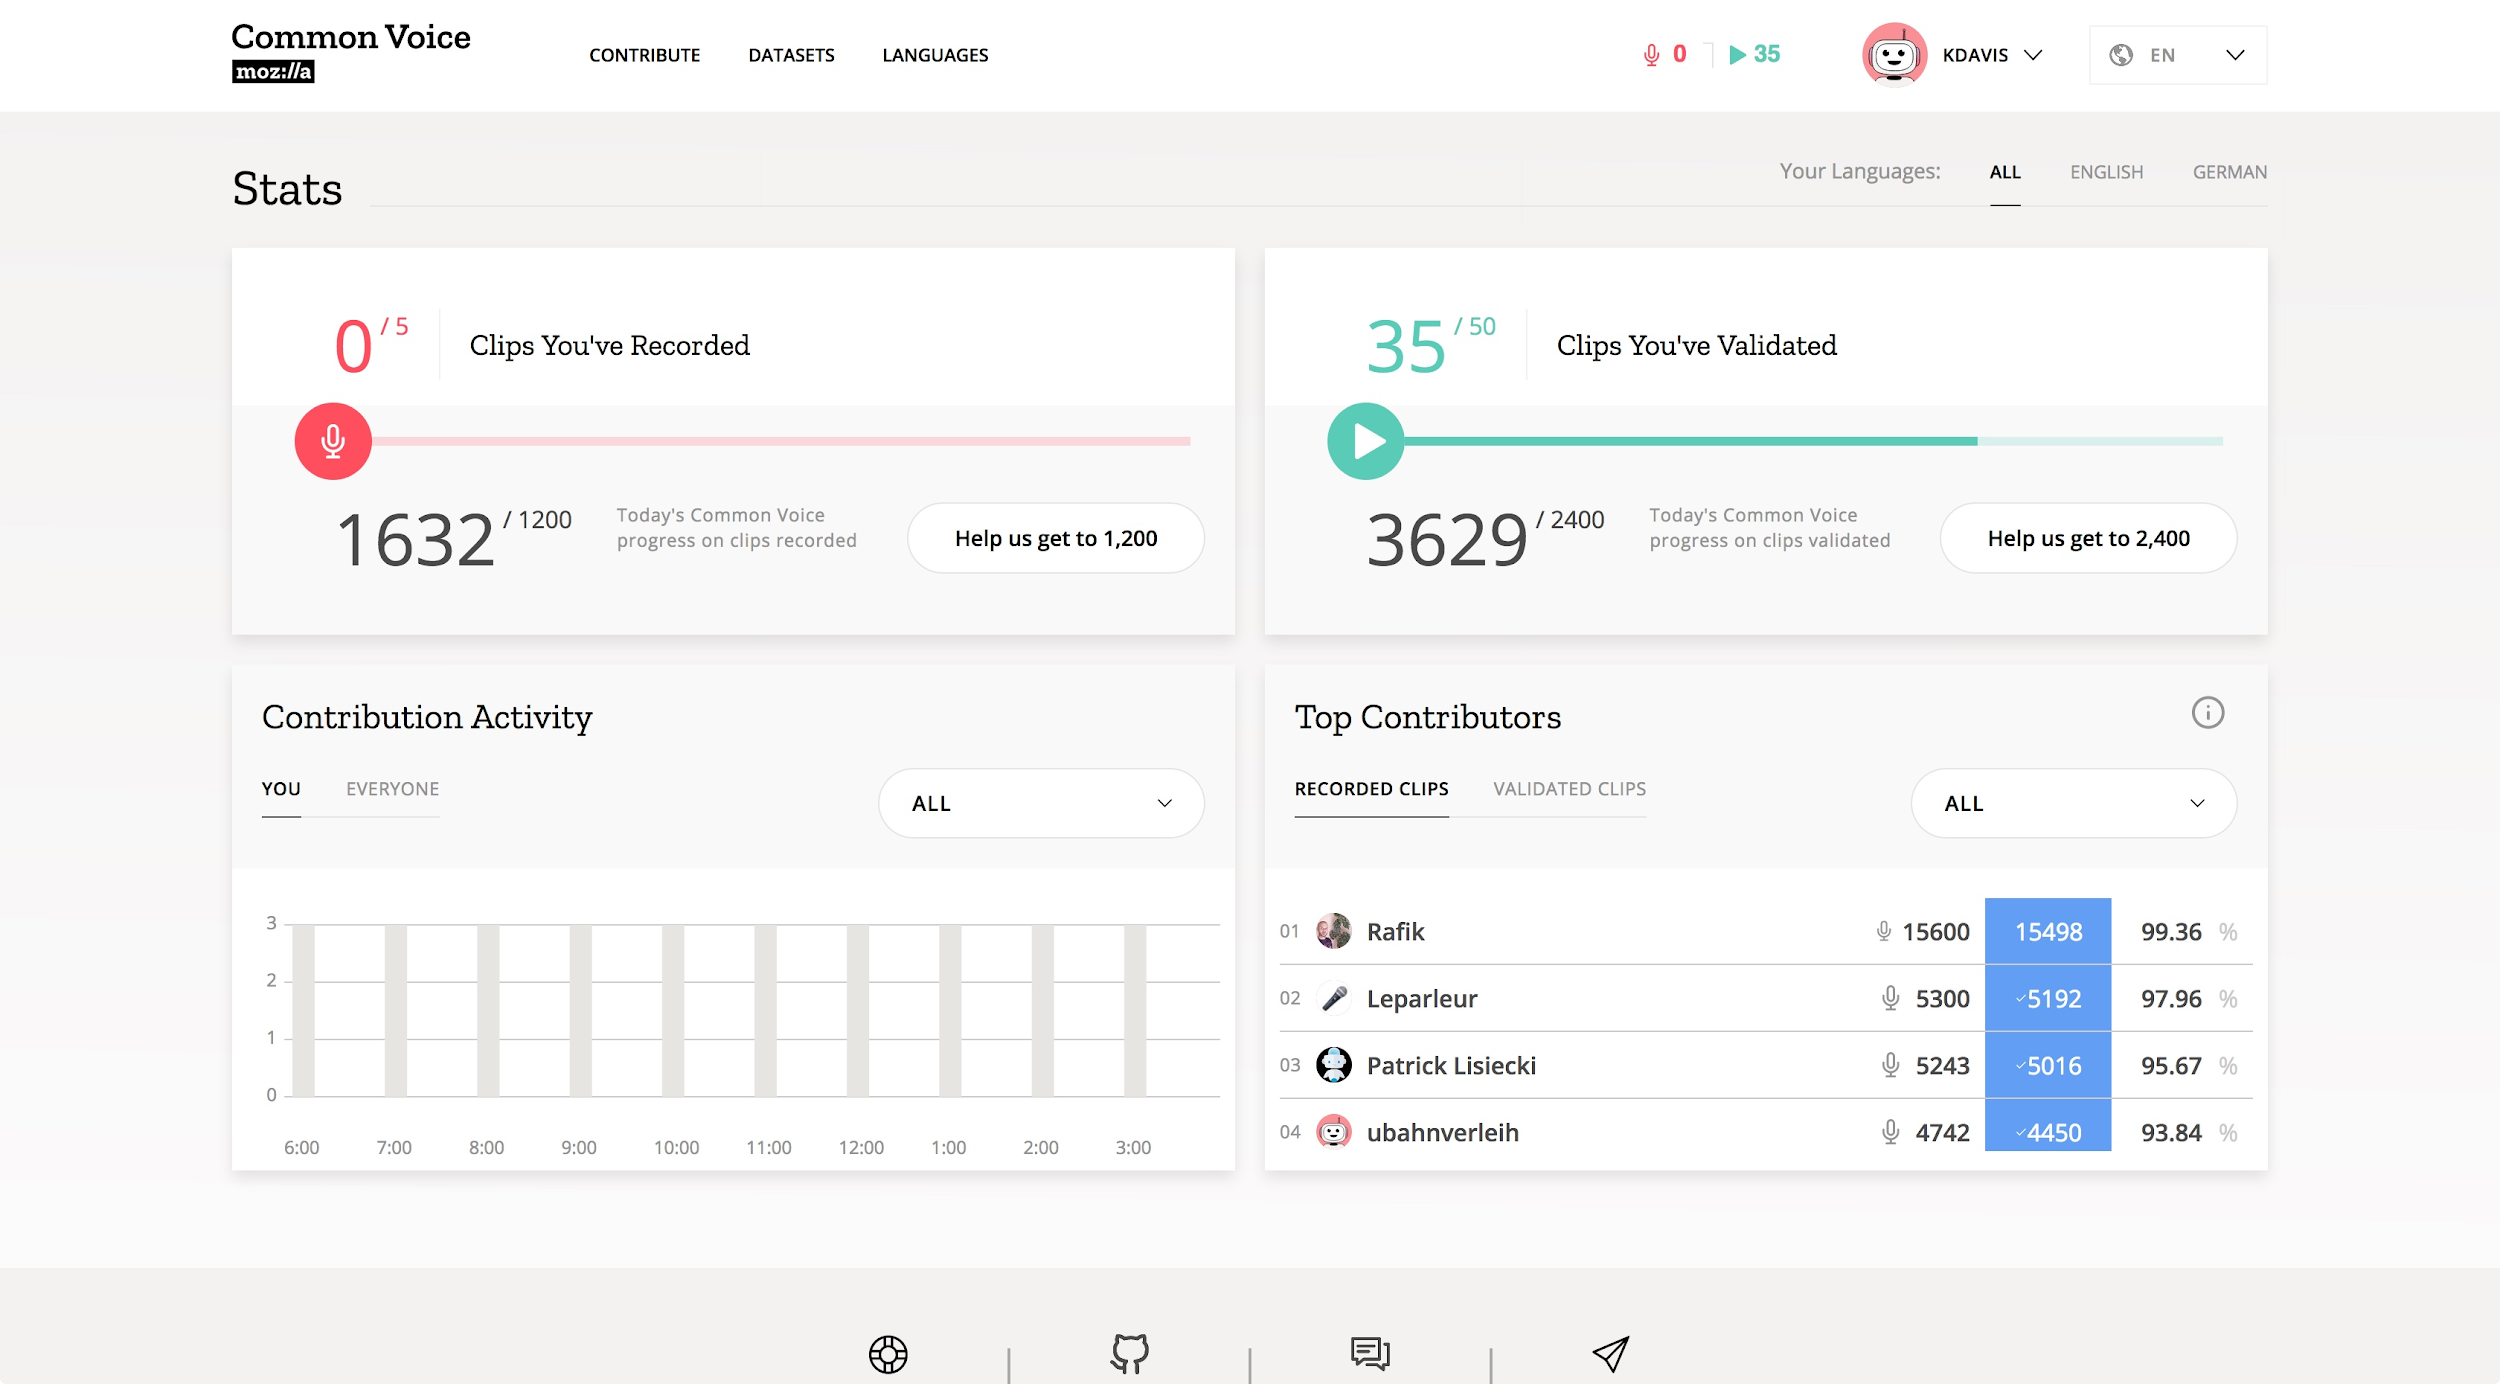 Common Voice
moz://a
CONTRIBUTE DATASETS LANGUAGES
0 35
KDAVIS
EN
Stats
Your Languages: ALL ENGLISH GERMAN
0 / 5 Clips You've Recorded
1632 / 1200 Today's Common Voice
progress on clips recorded
Help us get to 1,200
35 / 50 Clips You've Validated
3629 / 2400 Today's Common Voice
progress on clips validated
Help us get to 2,400
Contribution Activity
YOU EVERYONE
ALL
3
2
1
0
6:00 7:00 8:00 9:00 10:00 11:00 12:00 1:00 2:00 3:00
Top Contributors
RECORDED CLIPS VALIDATED CLIPS
ALL
01 Rafik 15600 15498 99.36 %
02 Leparleur 5300 5192 97.96 %
03 Patrick Lisiecki 5243 5016 95.67 %
04 ubahnverleih 4742 4450 93.84 %